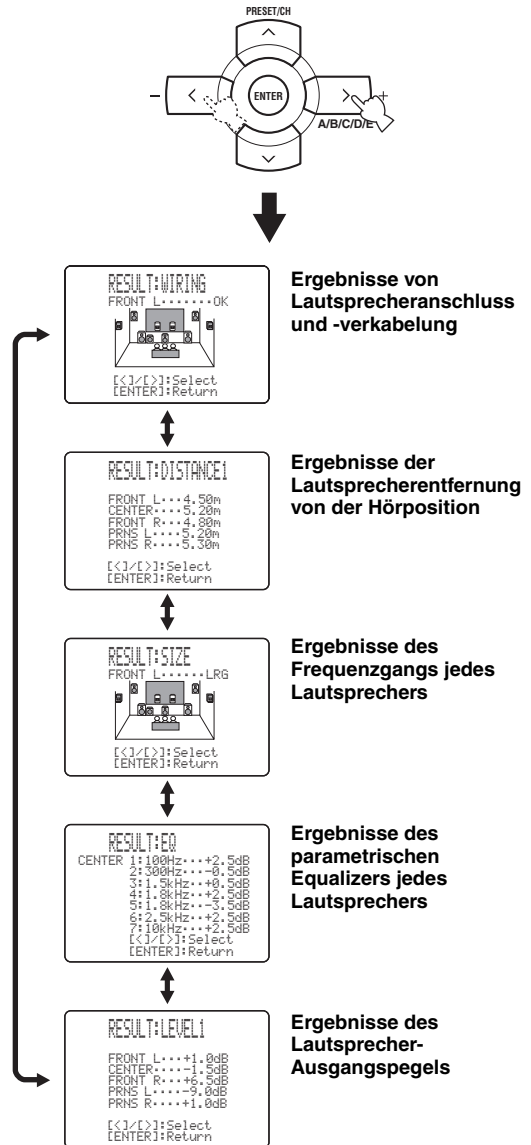 PRESET/CH
–
ENTER
+
A/B/C/D/E
RESULT:WIRING
FRONT L·······OK
[<]/[>]:Select
[ENTER]:Return
Ergebnisse von
Lautsprecheranschluss
und -verkabelung
RESULT:DISTANCE1
FRONT L···4.50m
CENTER····5.20m
FRONT R···4.80m
PRNS L····5.20m
PRNS R····5.30m
[<]/[>]:Select
[ENTER]:Return
Ergebnisse der
Lautsprecherentfernung
von der Hörposition
RESULT:SIZE
FRONT L······LRG
[<]/[>]:Select
[ENTER]:Return
Ergebnisse des
Frequenzgangs jedes
Lautsprechers
RESULT:EQ
CENTER 1:100Hz···+2.5dB
2:300Hz···-0.5dB
3:1.5kHz··+0.5dB
4:1.8kHz··+2.5dB
5:1.8kHz··-3.5dB
6:2.5kHz··+2.5dB
7:10kHz···+2.5dB
[<]/[>]:Select
[ENTER]:Return
Ergebnisse des
parametrischen
Equalizers jedes
Lautsprechers
RESULT:LEVEL1
FRONT L···+1.0dB
CENTER····-1.5dB
FRONT R···+6.5dB
PRNS L····-9.0dB
PRNS R····+1.0dB
[<]/[>]:Select
[ENTER]:Return
Ergebnisse des
Lautsprecher-
Ausgangspegels